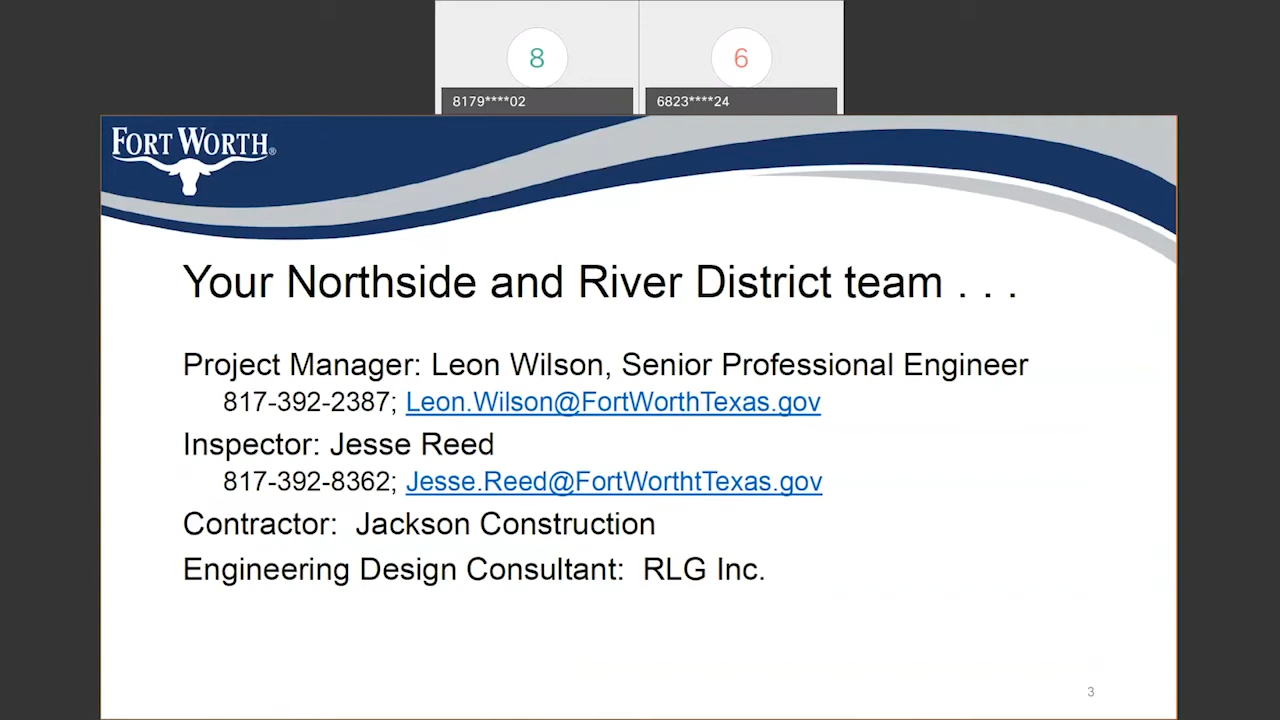 8
6
8179****02
6823****24
FORT WORTH®
Your Northside and River District team . . .
Project Manager: Leon Wilson, Senior Professional Engineer
817-392-2387; Leon.Wilson@FortWorthTexas.gov
Inspector: Jesse Reed
817-392-8362; Jesse.Reed@FortWorthtTexas.gov
Contractor: Jackson Construction
Engineering Design Consultant: RLG Inc.
3